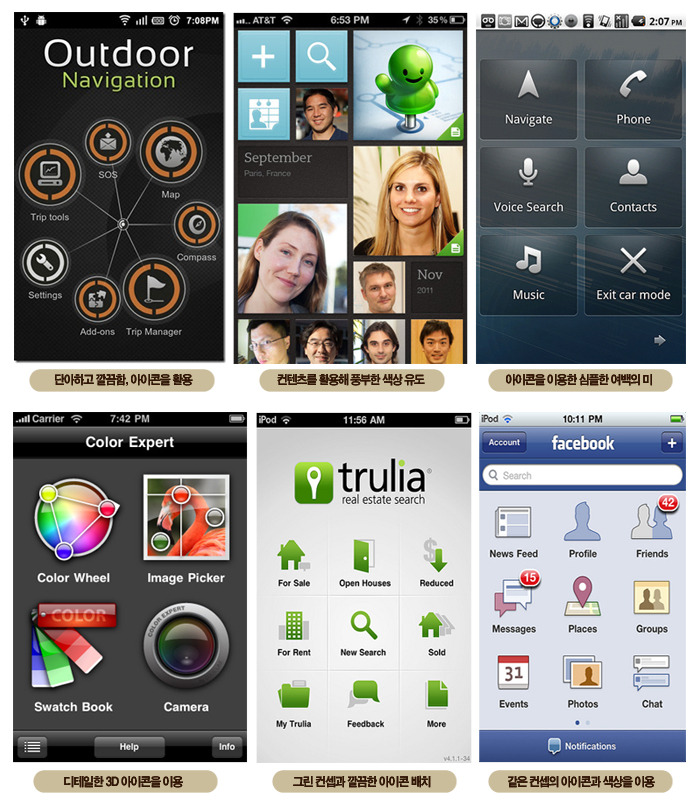 7:08PM
Outdoor
Navigation
SOS
Map
Trip tools
Compass
Settings
Add-ons
Trip Manager
단아하고 깔끔함, 아이콘을 활용
AT&T
6:53 PM
35%
September
Paris, France
Nov
2011
컨텐츠를 활용해 풍부한 색상 유도
2:07 PM
Navigate
Phone
Voice Search
Contacts
Music
Exit car mode
아이콘을 이용한 심플한 여백의 미
Carrier
7:42 PM
Color Expert
Color Wheel
Image Picker
COLOR
COLOR EXPERT
Swatch Book
Camera
Help
Info
디테일한 3D 아이콘을 이용
iPod
11:56 AM
trulia®
real estate search
For Sale
Open Houses
Reduced
For Rent
New Search
Sold
My Trulia
Feedback
More
v4.1.1-34
그린 컨셉과 깔끔한 아이콘 배치
iPod
10:11 PM
Account
facebook
+
Search
42
News Feed
Profile
Friends
15
Messages
Places
Groups
31
Events
Photos
Chat
Notifications
같은 컨셉의 아이콘과 색상을 이용